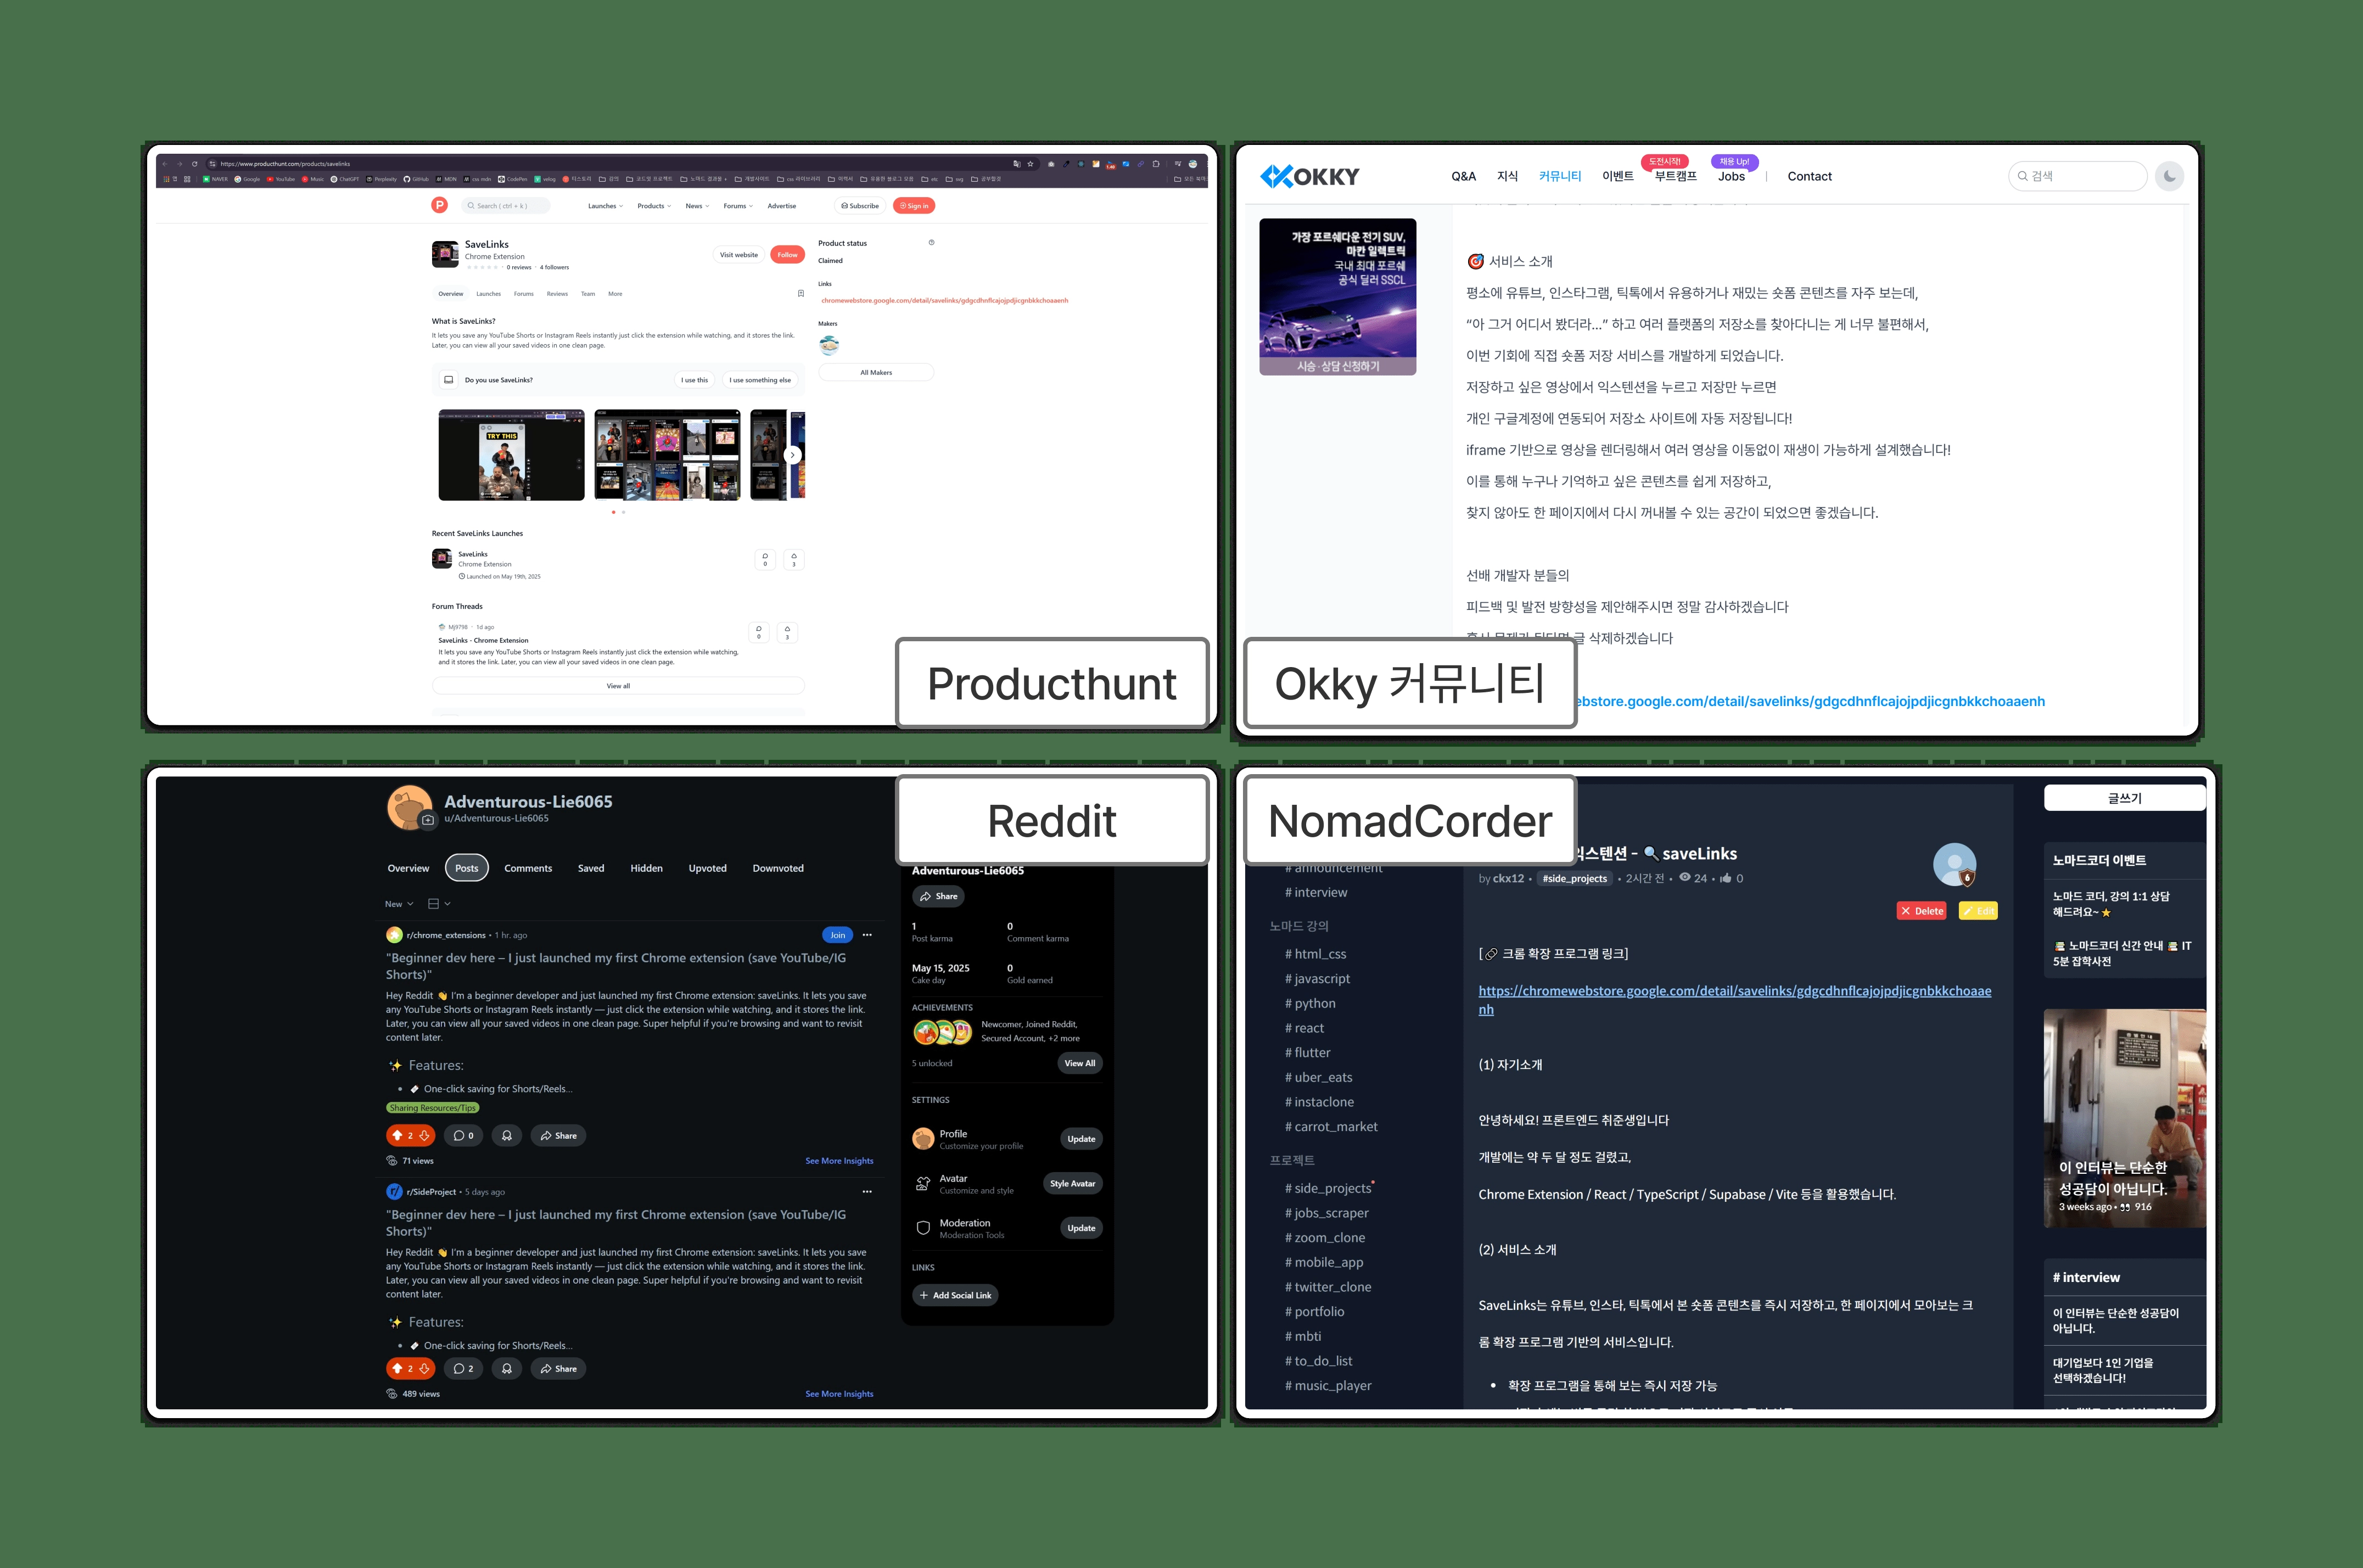 https://www.producthunt.com/products/savelinks
NAVER Google YouTube Music ChatGPT Perplexity GitHub MDN css mdn CodePen velog 티스토리 강의 코드잇 프로젝트
Search ( ctrl + k )
Launches Products News Forums Advertise
Subscribe
Sign in
SaveLinks
Chrome Extension
0 reviews • 4 followers
Visit website
Follow
Overview Launches Forums Reviews Team More
What is SaveLinks?
It lets you save any YouTube Shorts or Instagram Reels instantly just click the extension while watching, and it stores the link.
Later, you can view all your saved videos in one clean page.
Do you use SaveLinks?
I use this
I use something else
TRY THIS
Recent SaveLinks Launches
SaveLinks
Chrome Extension
Launched on May 19th, 2025
0
3
Forum Threads
Mj9798 • 1d ago
SaveLinks - Chrome Extension
It lets you save any YouTube Shorts or Instagram Reels instantly just click the extension while watching,
and it stores the link. Later, you can view all your saved videos in one clean page.
0
3
View all
Product status
Claimed
Links
chromewebstore.google.com/detail/savelinks/gdgcdhnflcajojpdjicgnbkkchoaaenh
Makers
All Makers
Producthunt
OKKY
Q&A 지식 커뮤니티 이벤트 부트캠프 Jobs | Contact
도전시작!
채용 Up!
검색
가장 포르쉐다운 전기 SUV,
마칸 일렉트릭
국내 최대 포르쉐
공식 딜러 SSCL
시승·상담 신청하기
🎯 서비스 소개
평소에 유튜브, 인스타그램, 틱톡에서 유용하거나 재밌는 숏폼 콘텐츠를 자주 보는데,
“아 그거 어디서 봤더라...” 하고 여러 플랫폼의 저장소를 찾아다니는 게 너무 불편해서,
이번 기회에 직접 숏폼 저장 서비스를 개발하게 되었습니다.
저장하고 싶은 영상에서 익스텐션을 누르고 저장만 누르면
개인 구글계정에 연동되어 저장소 사이트에 자동 저장됩니다!
iframe 기반으로 영상을 렌더링해서 여러 영상을 이동없이 재생이 가능하게 설계했습니다!
이를 통해 누구나 기억하고 싶은 콘텐츠를 쉽게 저장하고,
찾지 않아도 한 페이지에서 다시 꺼내볼 수 있는 공간이 되었으면 좋겠습니다.
선배 개발자 분들의
피드백 및 발전 방향성을 제안해주시면 정말 감사하겠습니다
글 삭제하겠습니다
ebstore.google.com/detail/savelinks/gdgcdhnflcajojpdjicgnbkkchoaaenh
Okky 커뮤니티
Adventurous-Lie6065
u/Adventurous-Lie6065
Overview Posts Comments Saved Hidden Upvoted Downvoted
New
r/chrome_extensions • 1 hr. ago
Join
"Beginner dev here – I just launched my first Chrome extension (save YouTube/IG
Shorts)"
Hey Reddit 👋 I'm a beginner developer and just launched my first Chrome extension: saveLinks. It lets you save
any YouTube Shorts or Instagram Reels instantly — just click the extension while watching, and it stores the link.
Later, you can view all your saved videos in one clean page. Super helpful if you're browsing and want to revisit
content later.
✨ Features:
• One-click saving for Shorts/Reels...
Sharing Resources/Tips
2
0
Share
71 views
See More Insights
r/SideProject • 5 days ago
"Beginner dev here – I just launched my first Chrome extension (save YouTube/IG
Shorts)"
Hey Reddit 👋 I'm a beginner developer and just launched my first Chrome extension: saveLinks. It lets you save
any YouTube Shorts or Instagram Reels instantly — just click the extension while watching, and it stores the link.
Later, you can view all your saved videos in one clean page. Super helpful if you're browsing and want to revisit
content later.
✨ Features:
• One-click saving for Shorts/Reels...
2
2
Share
489 views
See More Insights
Reddit
Adventurous-Lie6065
Share
1 0
Post karma Comment karma
May 15, 2025 0
Cake day Gold earned
ACHIEVEMENTS
Newcomer, Joined Reddit,
Secured Account, +2 more
5 unlocked
View All
SETTINGS
Profile
Customize your profile
Update
Avatar
Customize and style
Style Avatar
Moderation
Moderation Tools
Update
LINKS
Add Social Link
NomadCorder
# announcement
# interview
노마드 강의
# html_css
# javascript
# python
# react
# flutter
# uber_eats
# instaclone
# carrot_market
프로젝트
# side_projects
# jobs_scraper
# zoom_clone
# mobile_app
# twitter_clone
# portfolio
# mbti
# to_do_list
# music_player
익스텐션 - 🔍 saveLinks
by ckx12 • #side_projects • 2시간 전 • 24 • 0
6
Delete
Edit
[🔗 크롬 확장 프로그램 링크]
https://chromewebstore.google.com/detail/savelinks/gdgcdhnflcajojpdjicgnbkkchoaae
nh
(1) 자기소개
안녕하세요! 프론트엔드 취준생입니다
개발에는 약 두 달 정도 걸렸고,
Chrome Extension / React / TypeScript / Supabase / Vite 등을 활용했습니다.
(2) 서비스 소개
SaveLinks는 유튜브, 인스타, 틱톡에서 본 숏폼 콘텐츠를 즉시 저장하고, 한 페이지에서 모아보는 크
롬 확장 프로그램 기반의 서비스입니다.
• 확장 프로그램을 통해 보는 즉시 저장 가능
글쓰기
노마드코더 이벤트
노마드 코더, 강의 1:1 상담
해드려요~⭐
📚 노마드코더 신간 안내 📚 IT
5분 잡학사전
이 인터뷰는 단순한
성공담이 아닙니다.
3 weeks ago • 👀 916
# interview
이 인터뷰는 단순한 성공담이
아닙니다.
대기업보다 1인 기업을
선택하겠습니다!